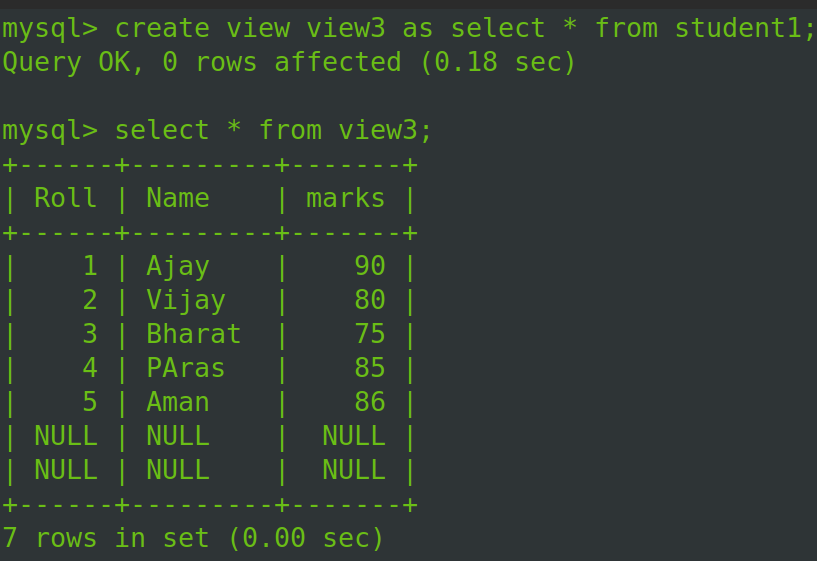 mysql> create view view3 as select * from student1;
Query OK, 0 rows affected (0.18 sec)

mysql> select * from view3;
+------+---------+-------+
| Roll | Name    | marks |
+------+---------+-------+
|    1 | Ajay    |    90 |
|    2 | Vijay   |    80 |
|    3 | Bharat  |    75 |
|    4 | PAras   |    85 |
|    5 | Aman    |    86 |
| NULL | NULL    |  NULL |
| NULL | NULL    |  NULL |
+------+---------+-------+
7 rows in set (0.00 sec)